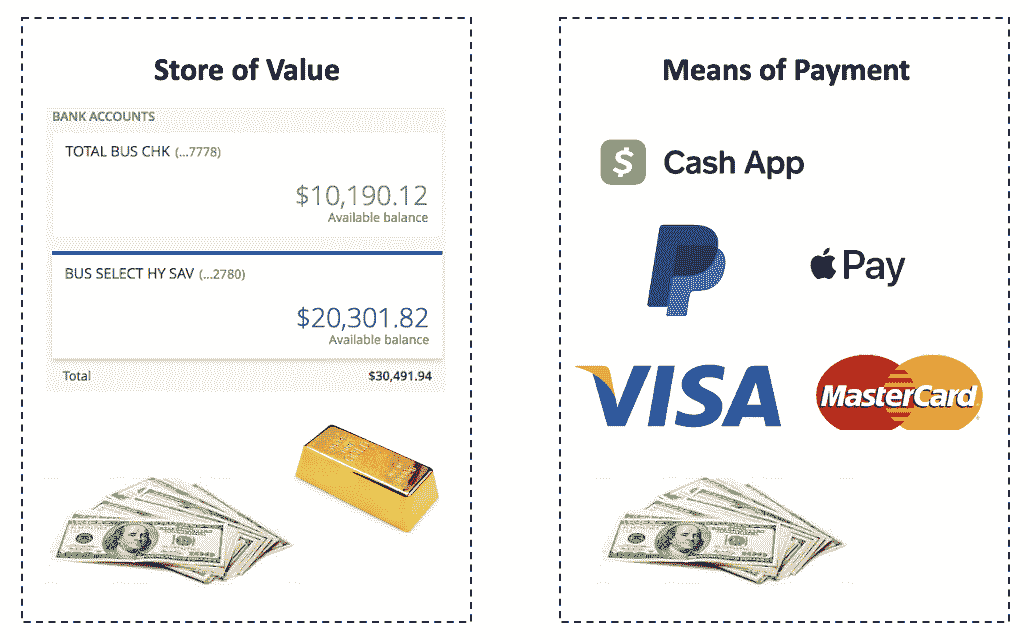 Store of Value
BANK ACCOUNTS
TOTAL BUS CHK (...7778)
$10,190.12
Available balance
BUS SELECT HY SAV (...2780)
$20,301.82
Available balance
Total $30,491.94
Means of Payment
$ Cash App
Pay
VISA
MasterCard